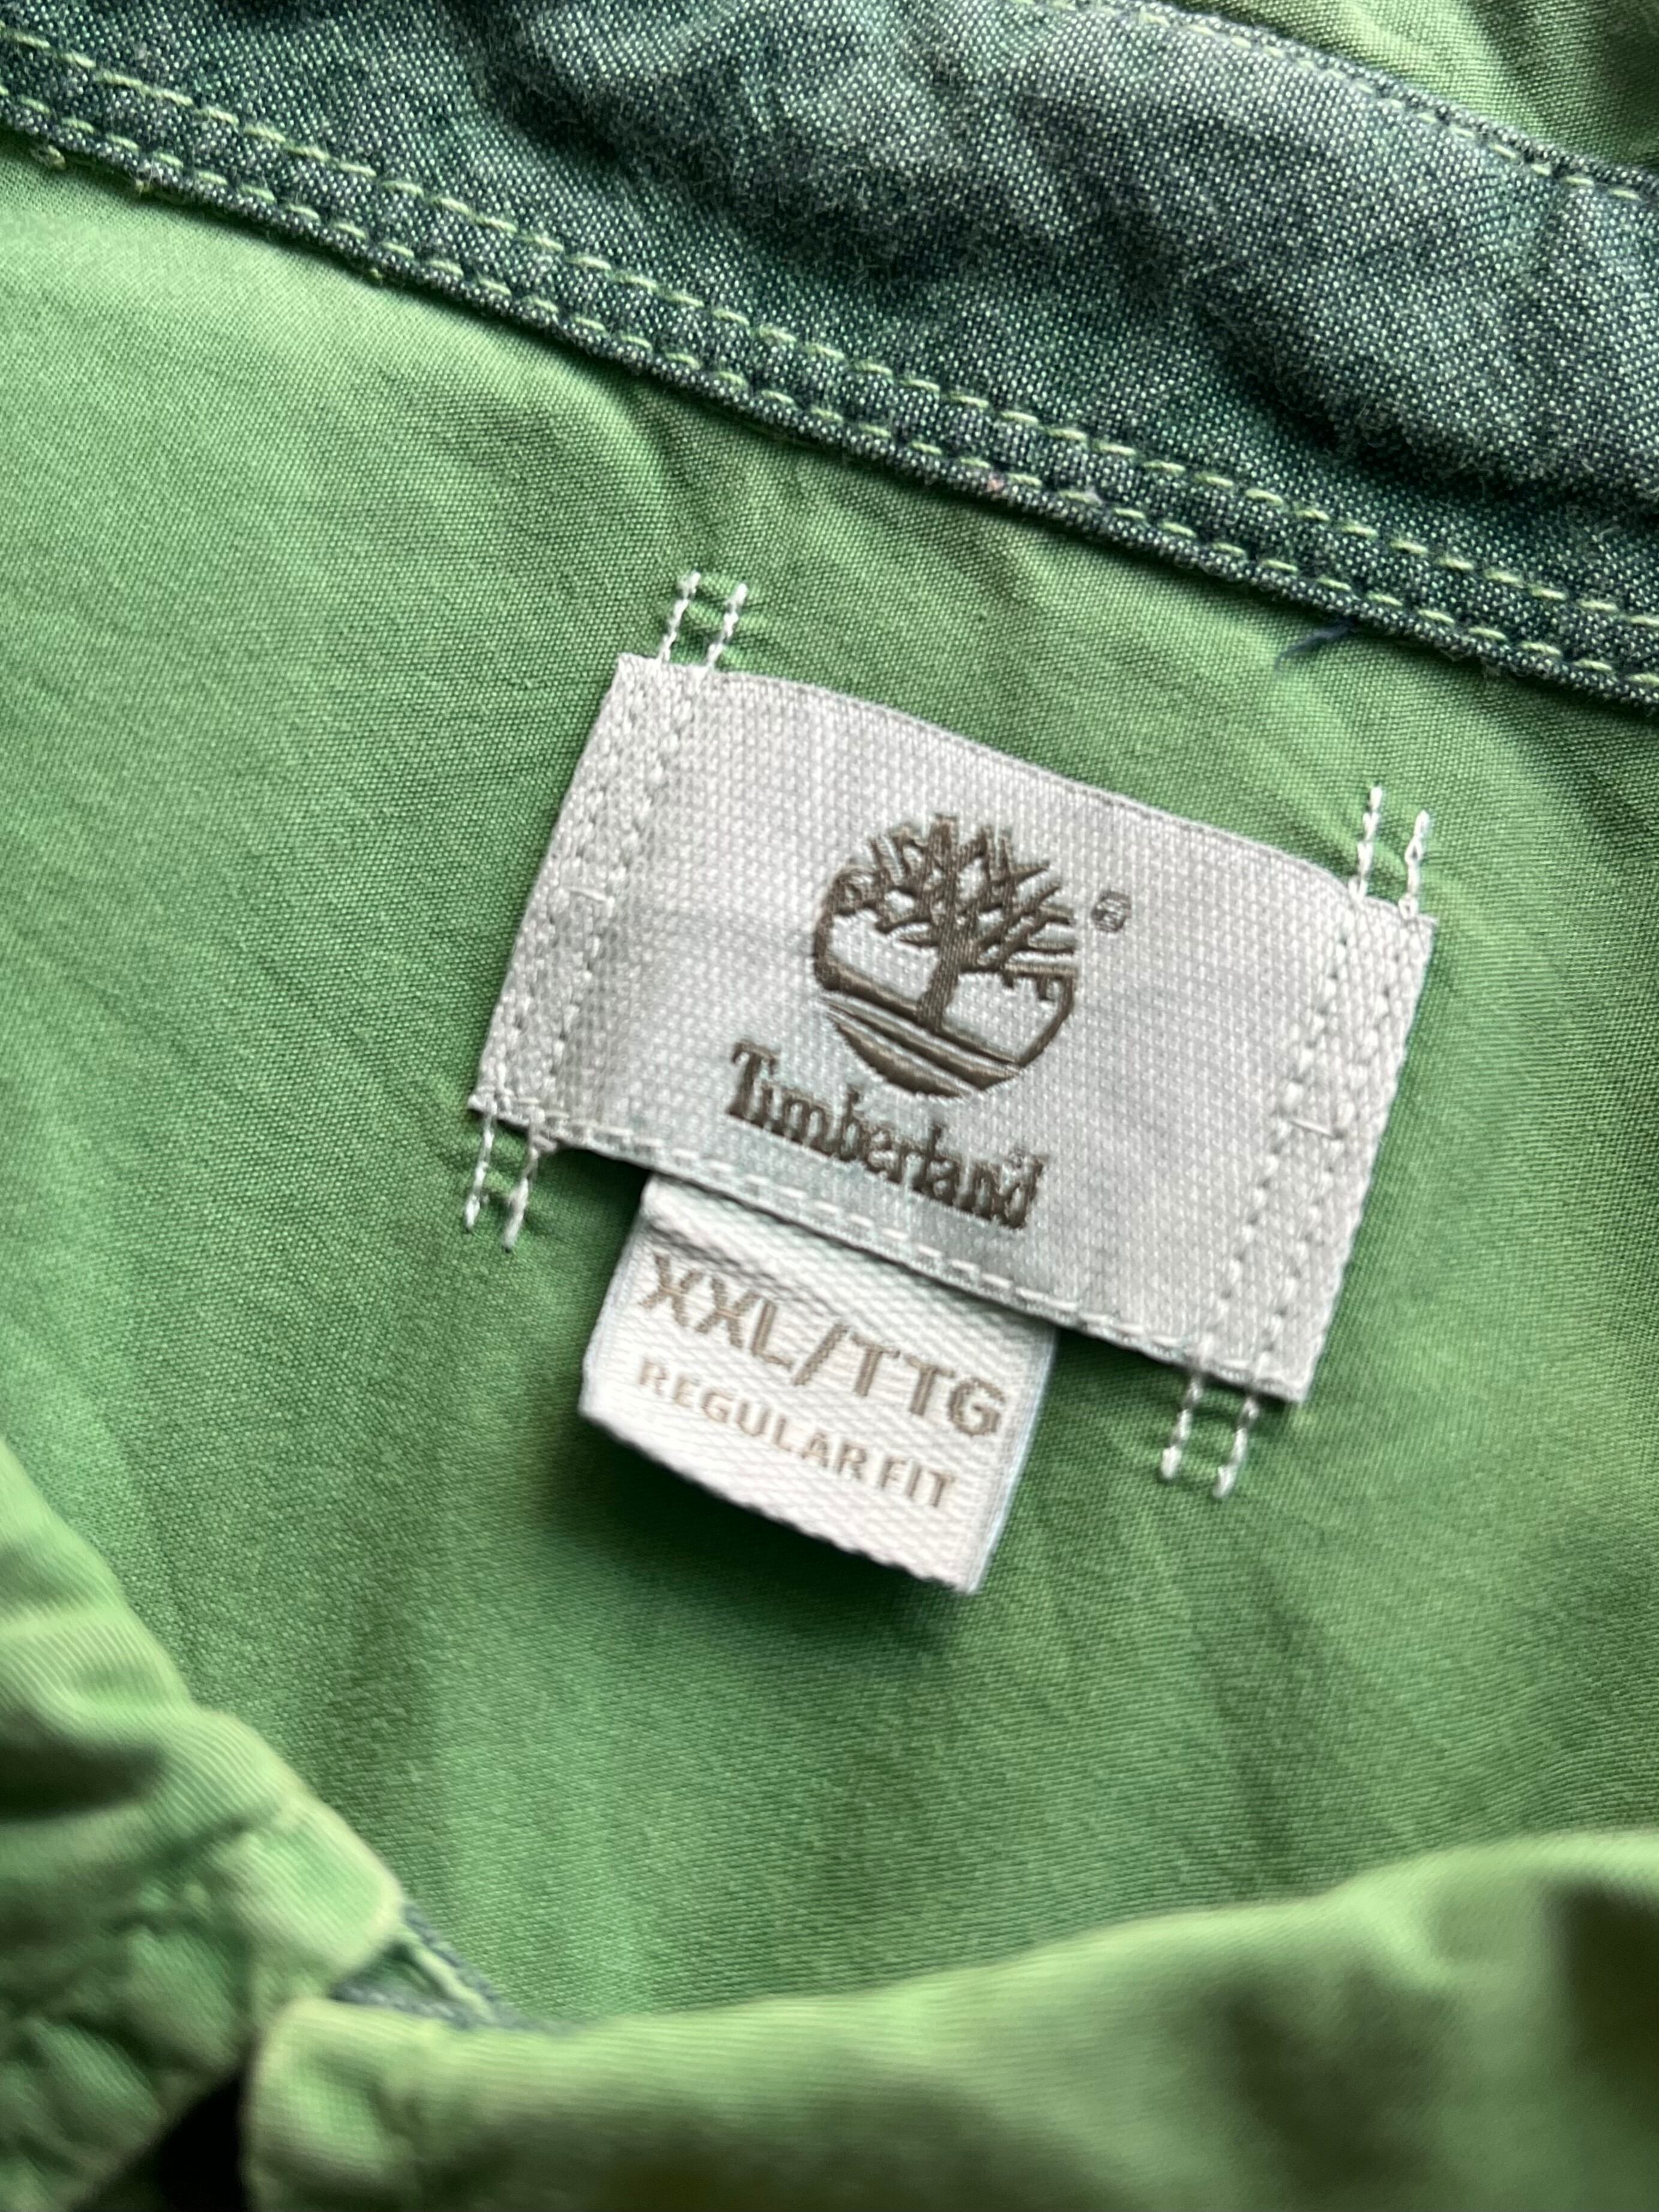 Timberland
XXL/TTG
REGULAR FIT